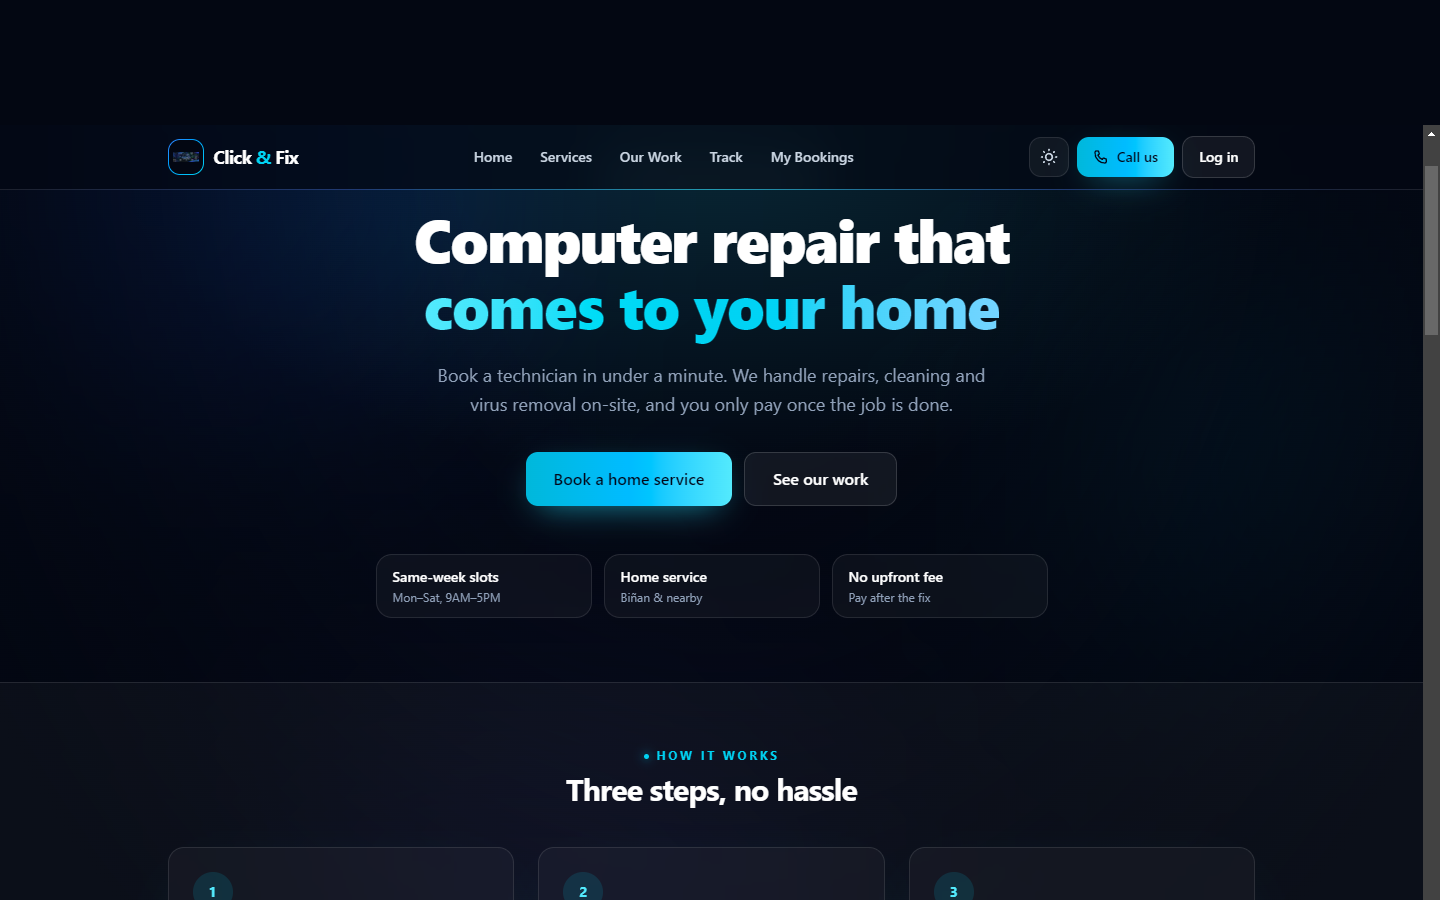 Click & Fix
Home
Services
Our Work
Track
My Bookings
Call us
Log in
Computer repair that
comes to your home
Book a technician in under a minute. We handle repairs, cleaning and
virus removal on-site, and you only pay once the job is done.
Book a home service
See our work
Same-week slots
Mon–Sat, 9AM–5PM
Home service
Biñan & nearby
No upfront fee
Pay after the fix
HOW IT WORKS
Three steps, no hassle
1
2
3